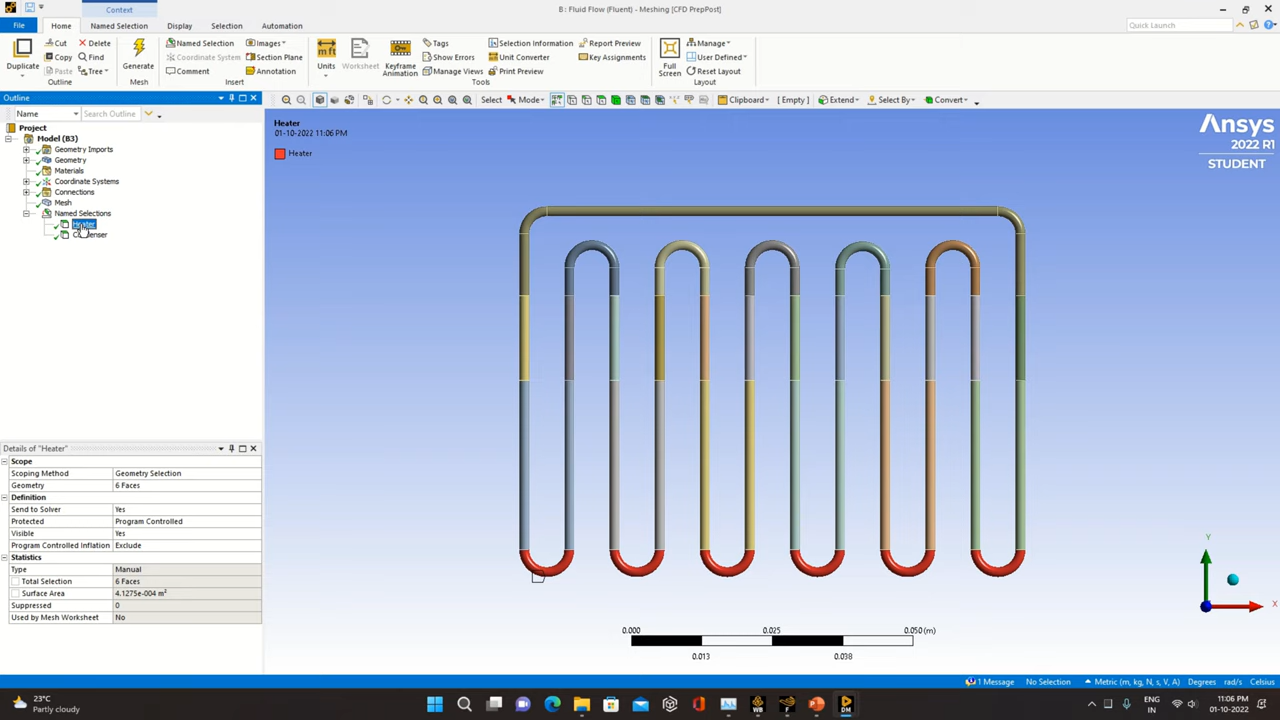 Context
B : Fluid Flow (Fluent) - Meshing [CFD PrepPost]
File Home Named Selection Display Selection Automation Quick Launch
Duplicate Cut Delete Copy Find Paste Tree Outline
Generate Mesh
Named Selection Images Coordinate System Section Plane Comment Annotation Insert
Units Worksheet Keyframe Animation Tags Selection Information Report Preview Show Errors Unit Converter Key Assignments Manage Views Print Preview Tools
Full Screen Manage User Defined Reset Layout Layout
Outline
Name Search Outline
Select Mode Clipboard [ Empty ] Extend Select By Convert
Project
Model (B3)
Geometry Imports
Geometry
Materials
Coordinate Systems
Connections
Mesh
Named Selections
Heater
Heater
01-10-2022 11:06 PM
Heater
Ansys
2022 R1
STUDENT
Details of "Heater"
Scope
Scoping Method Geometry Selection
Geometry 6 Faces
Definition
Send to Solver Yes
Protected Program Controlled
Visible Yes
Program Controlled Inflation Exclude
Statistics
Type Manual
Total Selection 6 Faces
Surface Area 4.1275e-004 m²
Suppressed 0
Used by Mesh Worksheet No
0.000 0.025 0.050 (m)
0.013 0.038
Y
X
1 Message No Selection Metric (m, kg, N, s, V, A) Degrees rad/s Celsius
23°C
Partly cloudy
WB
F
DM
ENG
IN
11:06 PM
01-10-2022